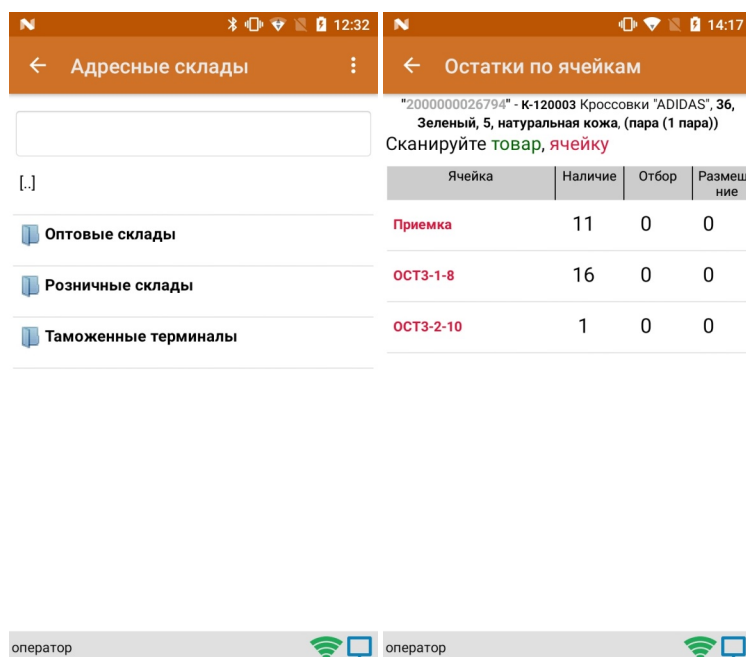 12:32
Адресные склады
[..]
Оптовые склады
Розничные склады
Таможенные терминалы
оператор
14:17
Остатки по ячейкам
"2000000026794" - К-120003 Кроссовки "ADIDAS", 36,
Зеленый, 5, натуральная кожа, (пара (1 пара))
Сканируйте товар, ячейку
Ячейка Наличие Отбор Размещ
ние
Приемка 11 0 0
ОСТ3-1-8 16 0 0
ОСТ3-2-10 1 0 0
оператор